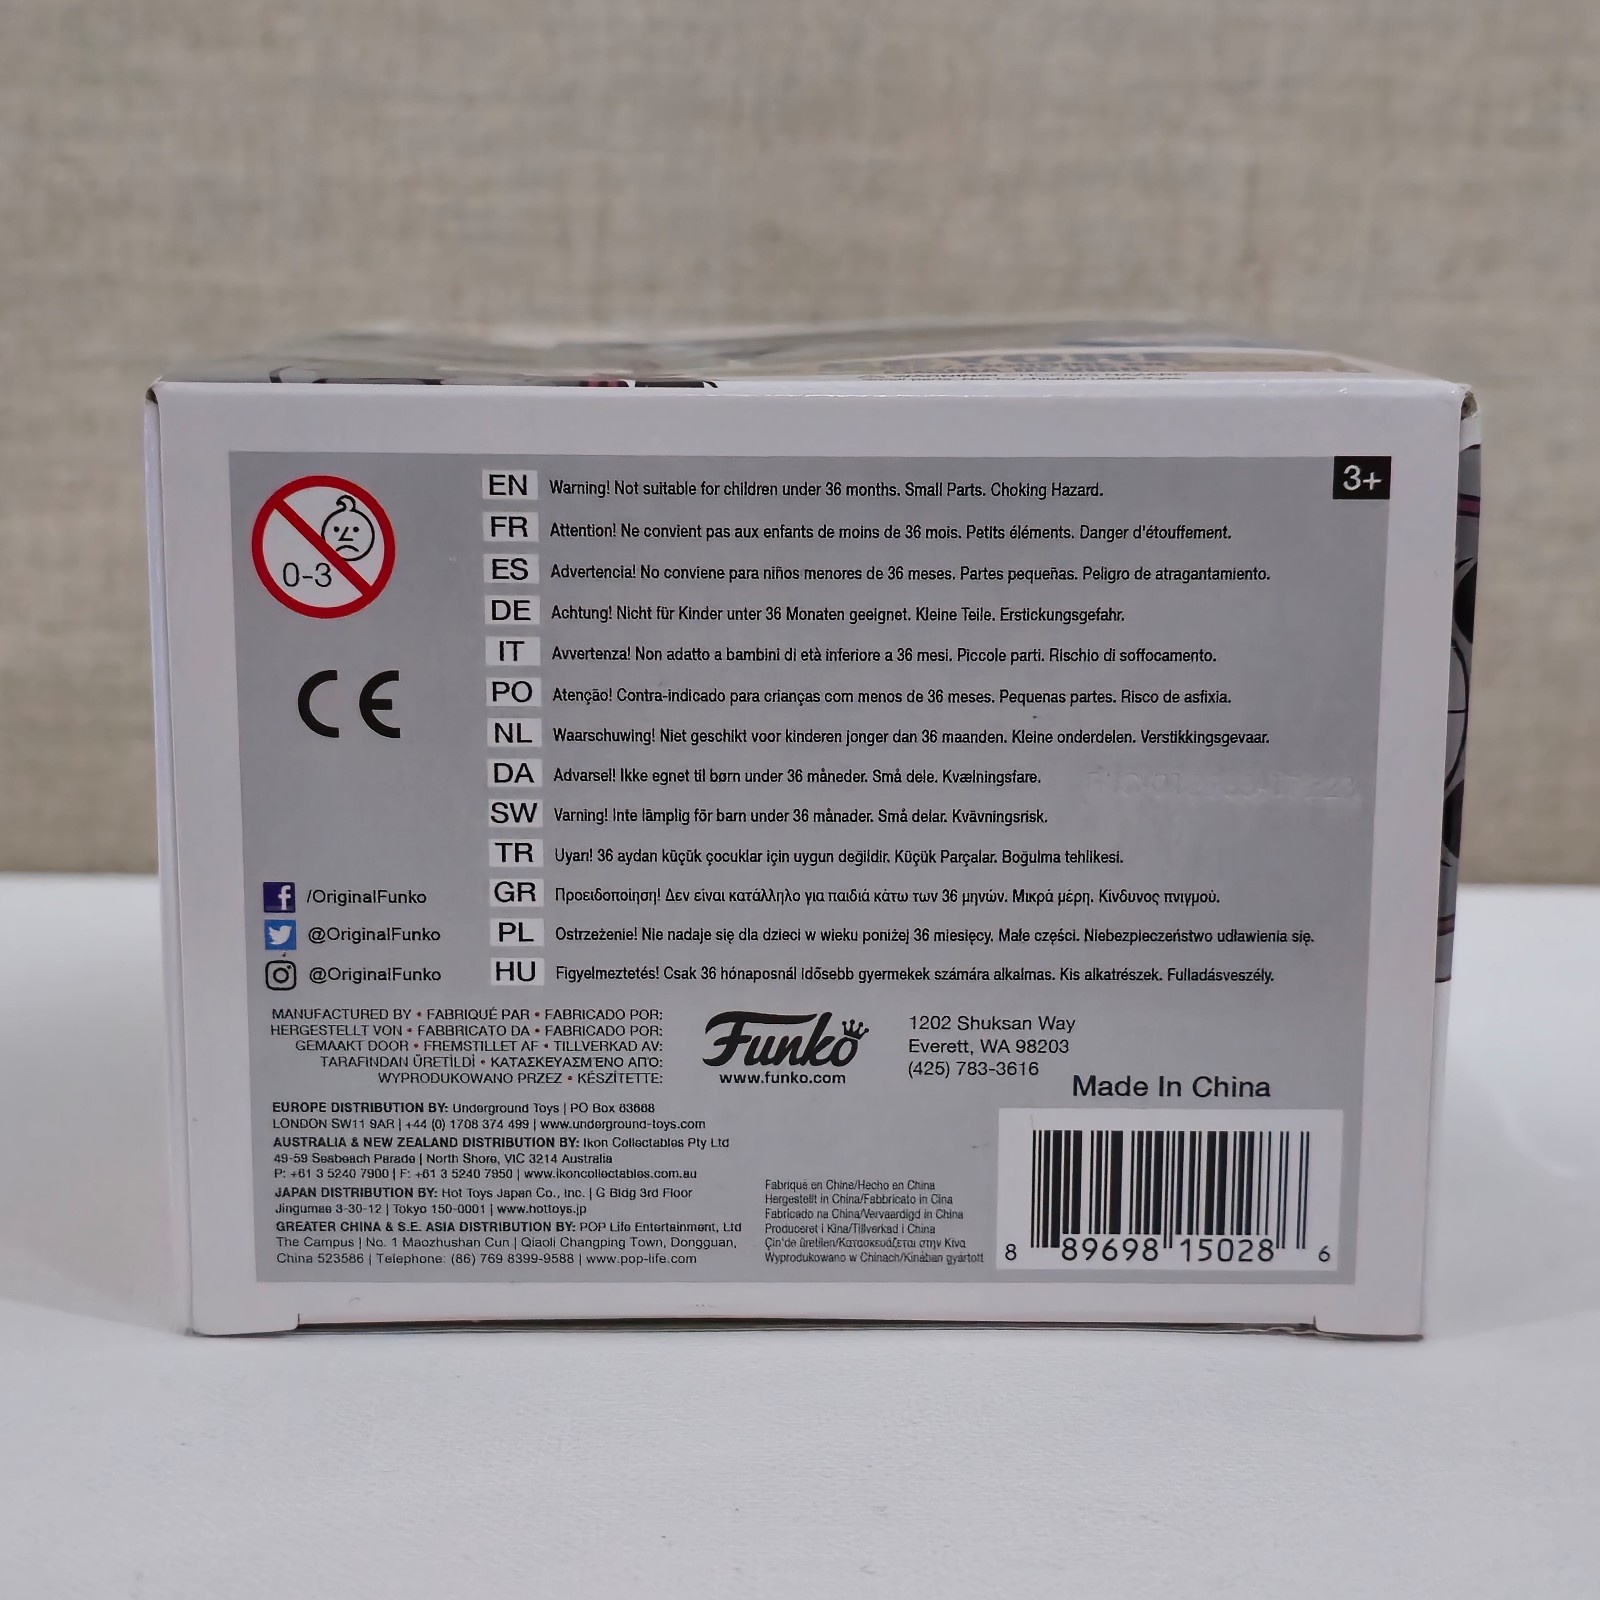 3+
0-3
EN Warning! Not suitable for children under 36 months. Small Parts. Choking Hazard.
FR Attention! Ne convient pas aux enfants de moins de 36 mois. Petits éléments. Danger d'étouffement.
ES Advertencia! No conviene para niños menores de 36 meses. Partes pequeñas. Peligro de atragantamiento.
DE Achtung! Nicht für Kinder unter 36 Monaten geeignet. Kleine Teile. Erstickungsgefahr.
IT Avvertenza! Non adatto a bambini di età inferiore a 36 mesi. Piccole parti. Rischio di soffocamento.
CE
PO Atenção! Contra-indicado para crianças com menos de 36 meses. Pequenas partes. Risco de asfixia.
NL Waarschuwing! Niet geschikt voor kinderen jonger dan 36 maanden. Kleine onderdelen. Verstikkingsgevaar.
DA Advarsel! Ikke egnet til børn under 36 måneder. Små dele. Kvælningsfare.
SW Varning! Inte lämplig för barn under 36 månader. Små delar. Kvävningsrisk.
TR Uyarı! 36 aydan küçük çocuklar için uygun değildir. Küçük Parçalar. Boğulma tehlikesi.
GR Προειδοποίηση! Δεν είναι κατάλληλο για παιδιά κάτω των 36 μηνών. Μικρά μέρη. Κίνδυνος πνιγμού.
PL Ostrzeżenie! Nie nadaje się dla dzieci w wieku poniżej 36 miesięcy. Małe części. Niebezpieczeństwo udławienia się.
HU Figyelmeztetés! Csak 36 hónaposnál idősebb gyermekek számára alkalmas. Kis alkatrészek. Fulladásveszély.
/OriginalFunko
@OriginalFunko
@OriginalFunko
MANUFACTURED BY • FABRIQUÉ PAR • FABRICADO POR:
HERGESTELLT VON • FABBRICATO DA • FABRICADO POR:
GEMAAKT DOOR • FREMSTILLET AF • TILLVERKAD AV:
TARAFINDAN ÜRETİLDİ • ΚΑΤΑΣΚΕΥΑΣΜΈΝΟ ΑΠΌ:
WYPRODUKOWANO PRZEZ • KÉSZÍTETTE:
Funko
www.funko.com
1202 Shuksan Way
Everett, WA 98203
(425) 783-3616
Made In China
EUROPE DISTRIBUTION BY: Underground Toys | PO Box 83668
LONDON SW11 9AR | +44 (0) 1708 374 499 | www.underground-toys.com
AUSTRALIA & NEW ZEALAND DISTRIBUTION BY: Ikon Collectables Pty Ltd
49-59 Seabeach Parade | North Shore, VIC 3214 Australia
P: +61 3 5240 7900 | F: +61 3 5240 7950 | www.ikoncollectables.com.au
JAPAN DISTRIBUTION BY: Hot Toys Japan Co., Inc. | G Bldg 3rd Floor
Jingumae 3-30-12 | Tokyo 150-0001 | www.hottoys.jp
GREATER CHINA & S.E. ASIA DISTRIBUTION BY: POP Life Entertainment, Ltd
The Campus | No. 1 Maozhushan Cun | Qiaoli Changping Town, Dongguan,
China 523586 | Telephone: (86) 769 8399-9588 | www.pop-life.com
Fabriqué en Chine/Hecho en China
Hergestellt in China/Fabbricato in Cina
Fabricado na China/Vervaardigd in China
Produceret i Kina/Tillverkad i China
Çin'de üretilen/Κατασκευάζεται στην Κίνα
Wyprodukowano w Chinach/Kínában gyártott
8 89698 15028 6